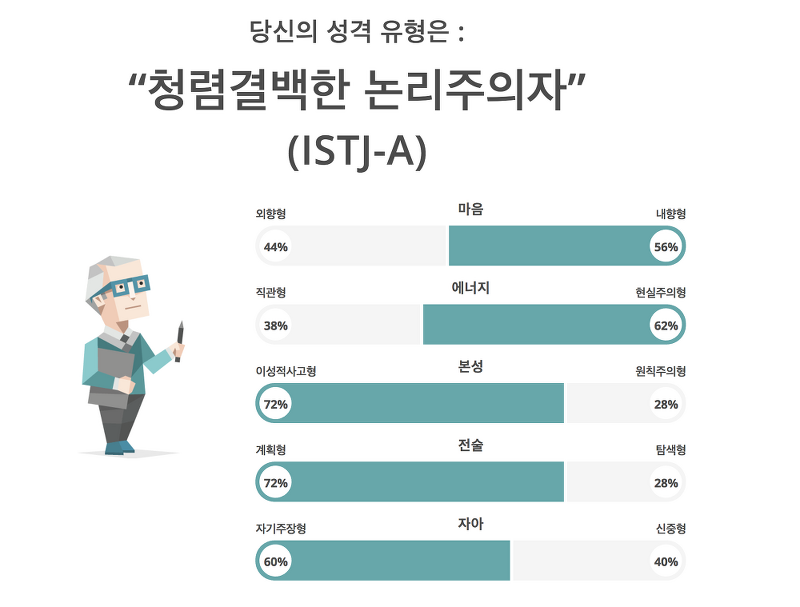 당신의 성격 유형은 :
“청렴결백한 논리주의자”
(ISTJ-A)
외향형 마음 내향형
44% 56%
직관형 에너지 현실주의형
38% 62%
이성적사고형 본성 원칙주의형
72% 28%
계획형 전술 탐색형
72% 28%
자기주장형 자아 신중형
60% 40%